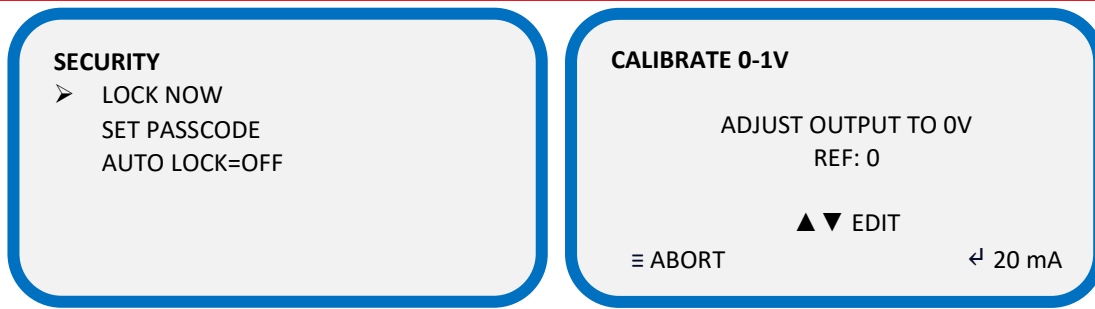 SECURITY
➢ LOCK NOW
SET PASSCODE
AUTO LOCK=OFF
CALIBRATE 0-1V
ADJUST OUTPUT TO 0V
REF: 0
▲▼ EDIT
≡ ABORT
↵ 20 mA